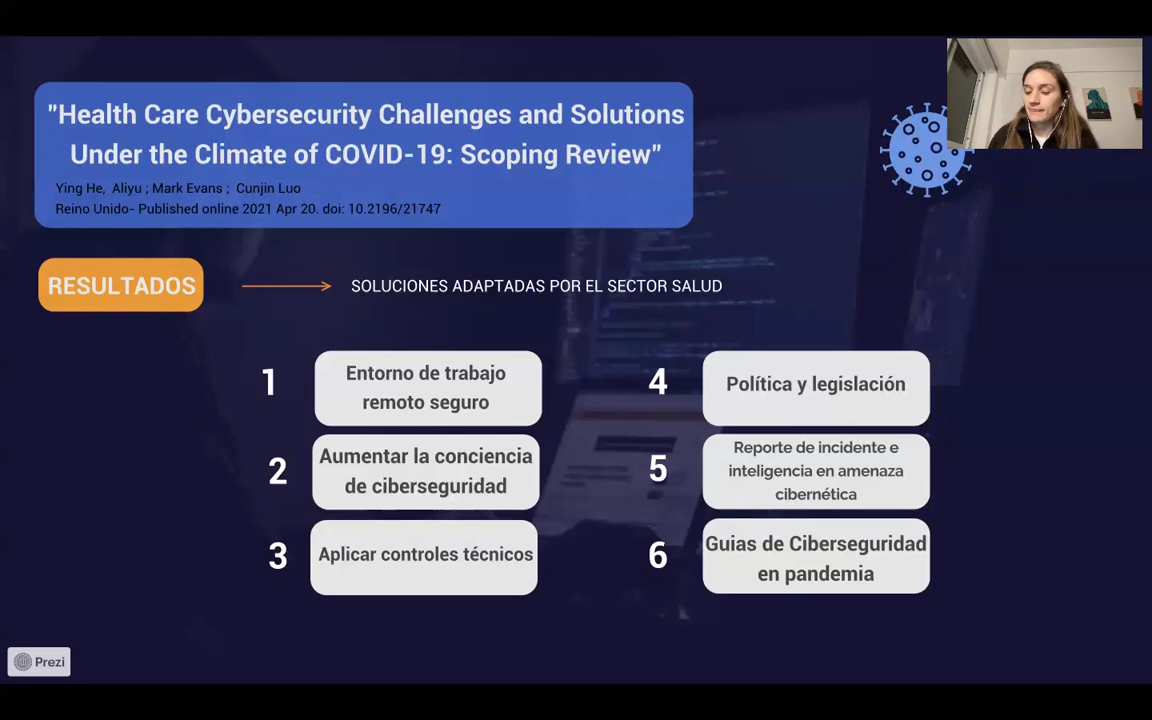 "Health Care Cybersecurity Challenges and Solutions
Under the Climate of COVID-19: Scoping Review"
Ying He, Aliyu ; Mark Evans ; Cunjin Luo
Reino Unido- Published online 2021 Apr 20. doi: 10.2196/21747
RESULTADOS
SOLUCIONES ADAPTADAS POR EL SECTOR SALUD
1
Entorno de trabajo
remoto seguro
2
Aumentar la conciencia
de ciberseguridad
3
Aplicar controles técnicos
4
Política y legislación
5
Reporte de incidente e
inteligencia en amenaza
cibernética
6
Guias de Ciberseguridad
en pandemia
Prezi